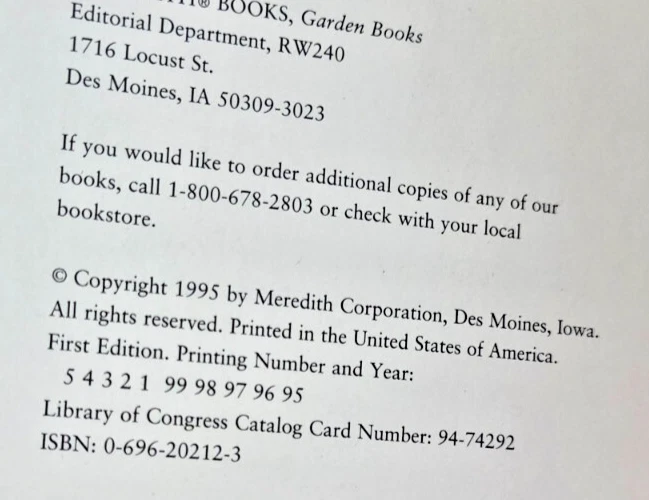 BOOKS, Garden Books
Editorial Department, RW240
1716 Locust St.
Des Moines, IA 50309-3023
If you would like to order additional copies of any of our
books, call 1-800-678-2803 or check with your local
bookstore.
© Copyright 1995 by Meredith Corporation, Des Moines, Iowa.
All rights reserved. Printed in the United States of America.
First Edition. Printing Number and Year:
5 4 3 2 1 99 98 97 96 95
Library of Congress Catalog Card Number: 94-74292
ISBN: 0-696-20212-3